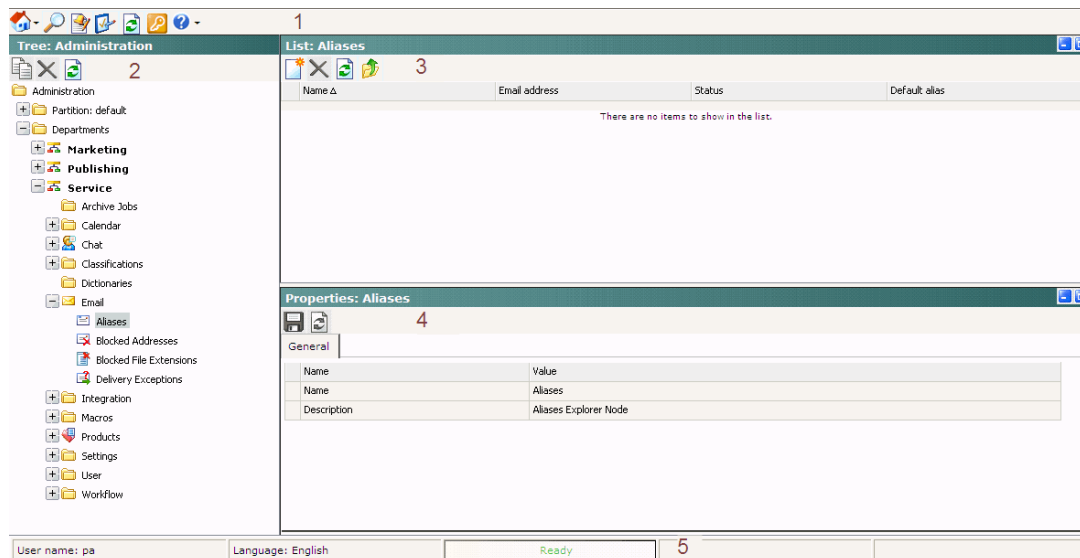 1
Tree: Administration
2
Administration
Partition: default
Departments
Marketing
Publishing
Service
Archive Jobs
Calendar
Chat
Classifications
Dictionaries
Email
Aliases
Blocked Addresses
Blocked File Extensions
Delivery Exceptions
Integration
Macros
Products
Settings
User
Workflow
List: Aliases
3
Name Email address Status Default alias
There are no items to show in the list.
Properties: Aliases
4
General
Name Value
Name Aliases
Description Aliases Explorer Node
User name: pa Language: English Ready 5